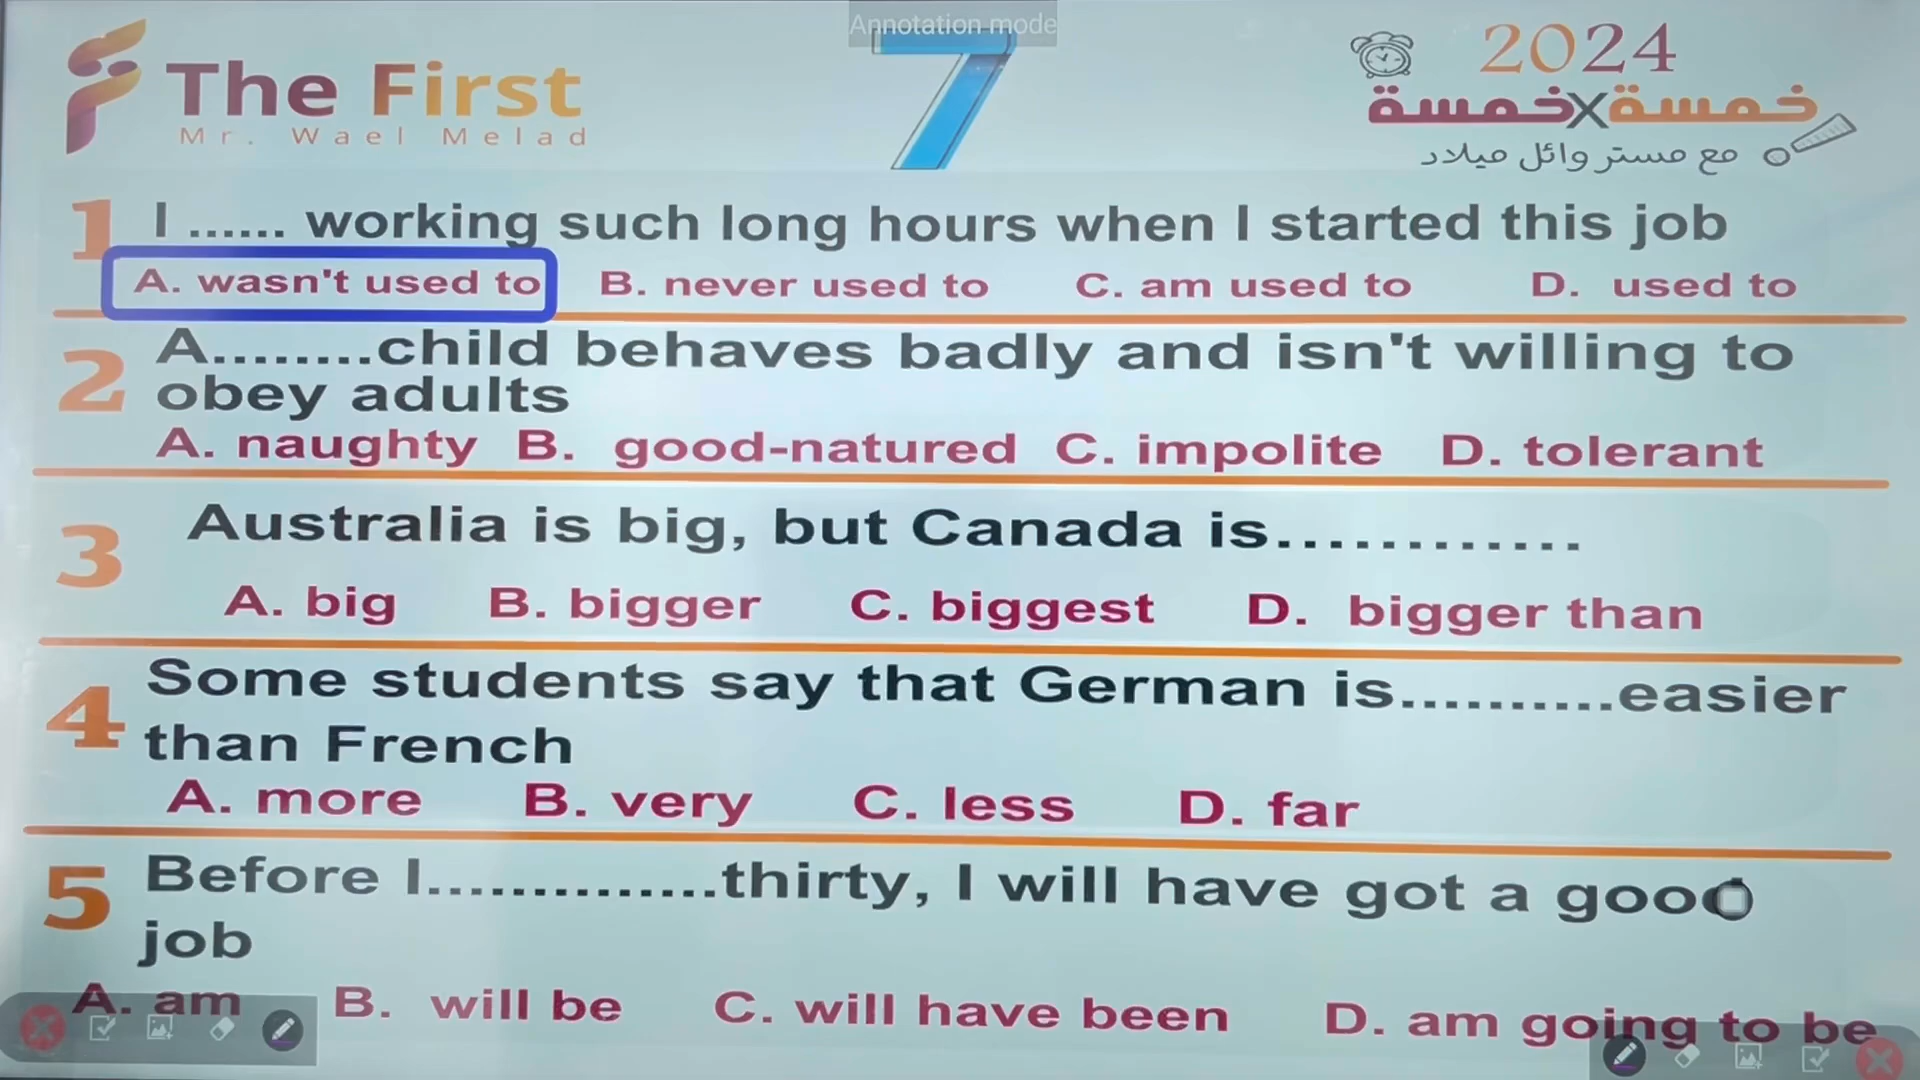 Annotation mode
The First
Mr. Wael Melad
7
2024
خمسة X خمسة
مع مستر وائل ميلاد
1 I ...... working such long hours when I started this job
A. wasn't used to B. never used to C. am used to D. used to
2 A........child behaves badly and isn't willing to
obey adults
A. naughty B. good-natured C. impolite D. tolerant
3 Australia is big, but Canada is.............
A. big B. bigger C. biggest D. bigger than
4 Some students say that German is..........easier
than French
A. more B. very C. less D. far
5 Before I..............thirty, I will have got a good
job
A. am B. will be C. will have been D. am going to be